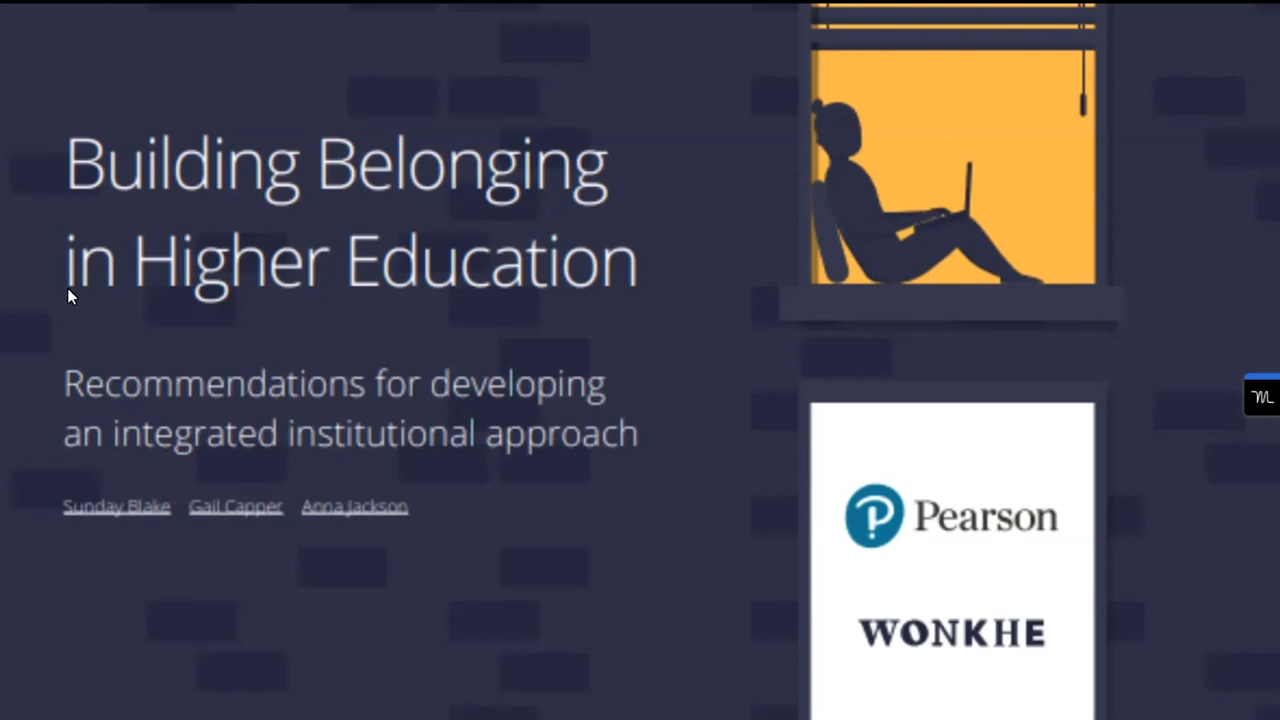 Building Belonging
in Higher Education
Recommendations for developing
an integrated institutional approach
Sunday Blake Gail Capper Anna Jackson
Pearson
WONKHE